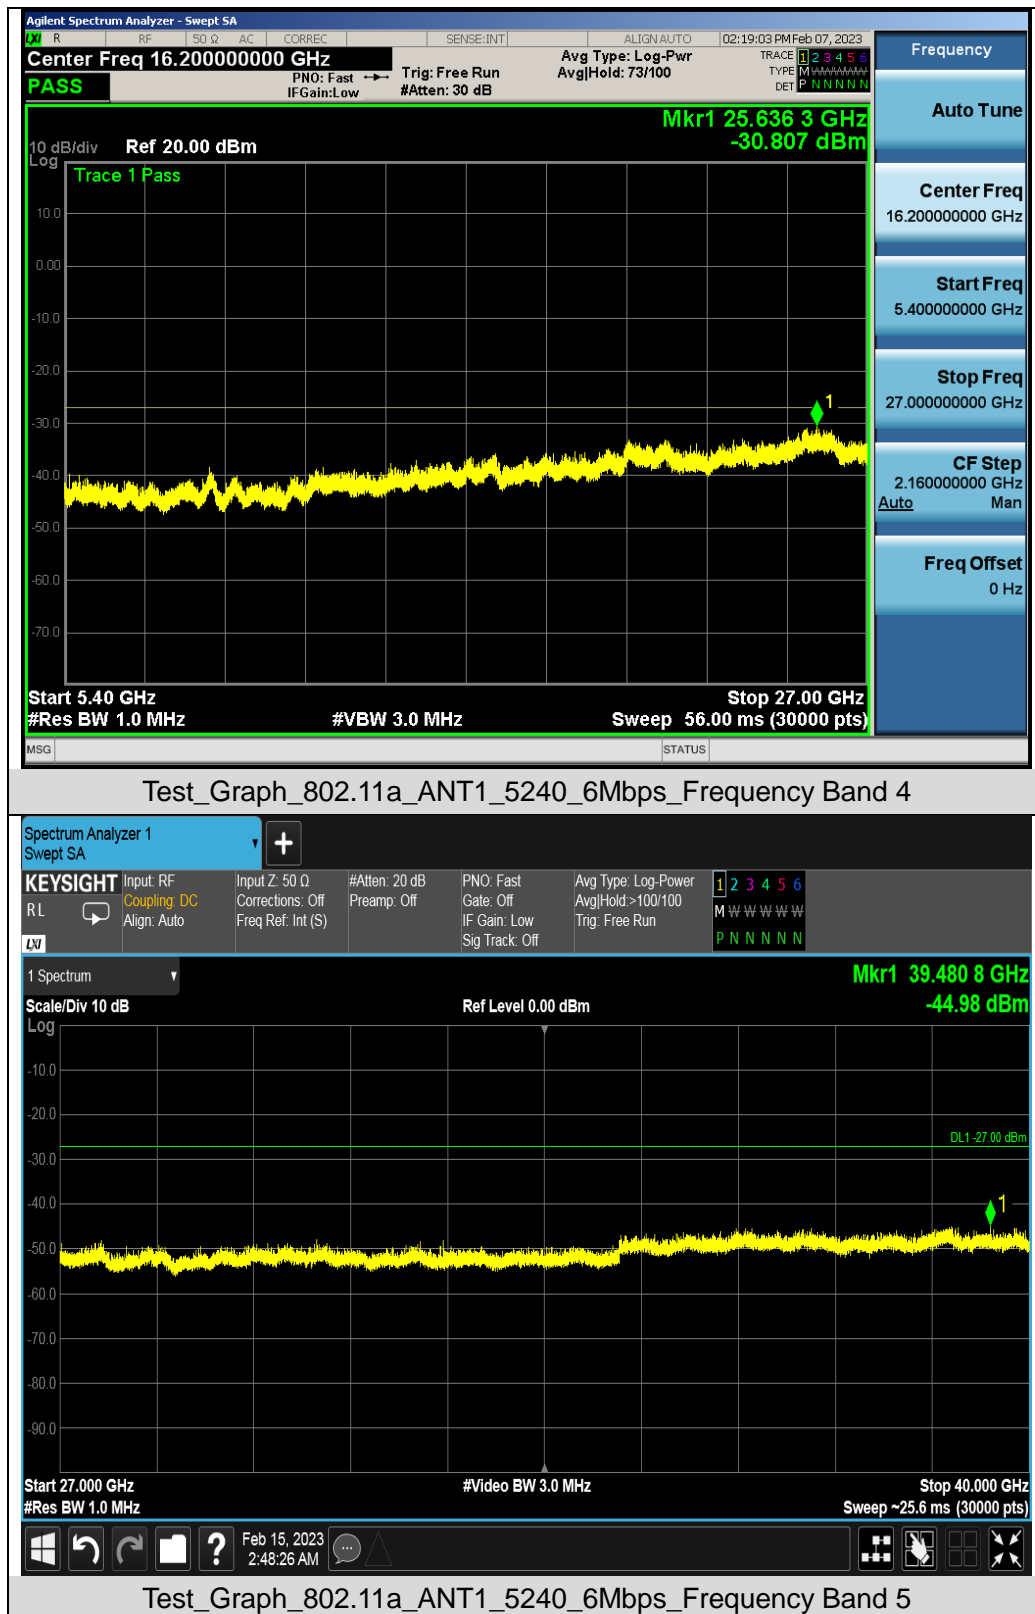 Agilent Spectrum Analyzer - Swept SA
LXI R RF 50 Ω AC CORREC SENSE:INT ALIGN AUTO 02:19:03 PM Feb 07, 2023
Center Freq 16.200000000 GHz
PASS
PNO: Fast
IFGain:Low
Trig: Free Run
#Atten: 30 dB
Avg Type: Log-Pwr
Avg|Hold: 73/100
TRACE 1 2 3 4 5 6
TYPE M W W W W W
DET P N N N N N
Mkr1 25.636 3 GHz
-30.807 dBm
10 dB/div Ref 20.00 dBm
Log
Trace 1 Pass
10.0
0.00
-10.0
-20.0
-30.0
-40.0
-50.0
-60.0
-70.0
1
Start 5.40 GHz Stop 27.00 GHz
#Res BW 1.0 MHz #VBW 3.0 MHz Sweep 56.00 ms (30000 pts)
MSG STATUS
Frequency
Auto Tune
Center Freq
16.200000000 GHz
Start Freq
5.400000000 GHz
Stop Freq
27.000000000 GHz
CF Step
2.160000000 GHz
Auto Man
Freq Offset
0 Hz
Test_Graph_802.11a_ANT1_5240_6Mbps_Frequency Band 4
Spectrum Analyzer 1
Swept SA
+
KEYSIGHT
R L
LXI
Input: RF
Coupling: DC
Align: Auto
Input Z: 50 Ω
Corrections: Off
Freq Ref: Int (S)
#Atten: 20 dB
Preamp: Off
PNO: Fast
Gate: Off
IF Gain: Low
Sig Track: Off
Avg Type: Log-Power
Avg|Hold:>100/100
Trig: Free Run
1 2 3 4 5 6
M W W W W W
P N N N N N
1 Spectrum
Mkr1 39.480 8 GHz
-44.98 dBm
Scale/Div 10 dB Ref Level 0.00 dBm
Log
-10.0
-20.0
-30.0
-40.0
-50.0
-60.0
-70.0
-80.0
-90.0
DL1 -27.00 dBm
1
Start 27.000 GHz #Video BW 3.0 MHz Stop 40.000 GHz
#Res BW 1.0 MHz Sweep ~25.6 ms (30000 pts)
?
Feb 15, 2023
2:48:26 AM
Test_Graph_802.11a_ANT1_5240_6Mbps_Frequency Band 5